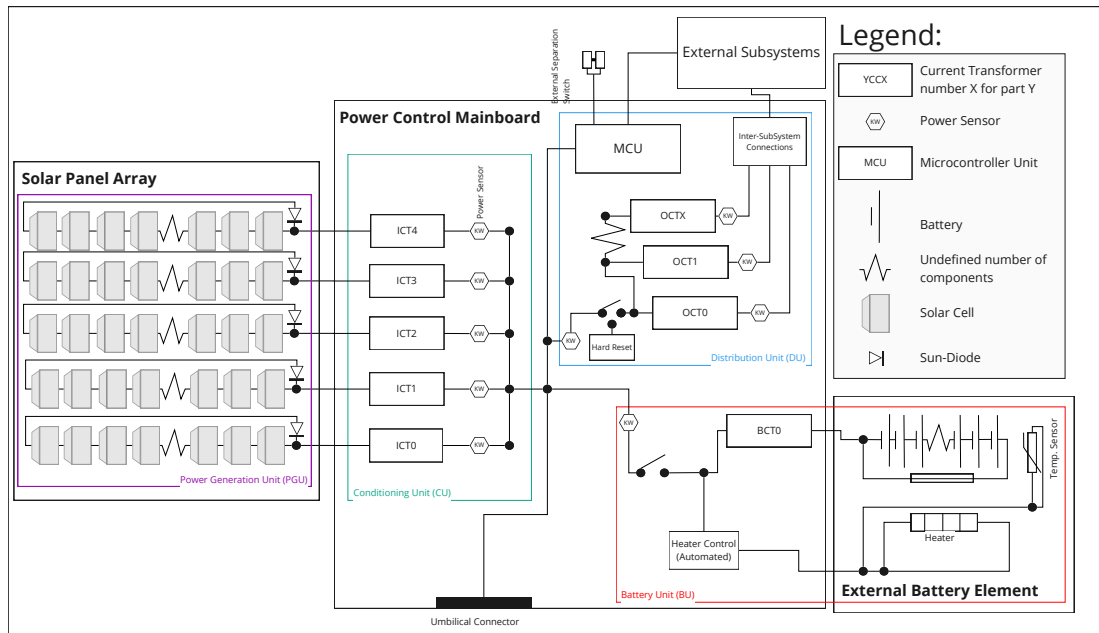 External Separation
Switch
External Subsystems
Legend:
YCCX
Current Transformer
number X for part Y
KW
Power Sensor
MCU
Microcontroller Unit
Battery
Undefined number of
components
Solar Cell
Sun-Diode
Power Control Mainboard
MCU
Inter-SubSystem
Connections
OCTX
KW
OCT1
KW
OCT0
KW
KW
Hard Reset
Distribution Unit (DU)
Solar Panel Array
Power Generation Unit (PGU)
Power Sensor
ICT4
KW
ICT3
KW
ICT2
KW
ICT1
KW
ICT0
KW
Conditioning Unit (CU)
KW
BCT0
Temp. Sensor
Heater Control
(Automated)
Heater
Battery Unit (BU)
External Battery Element
Umbilical Connector